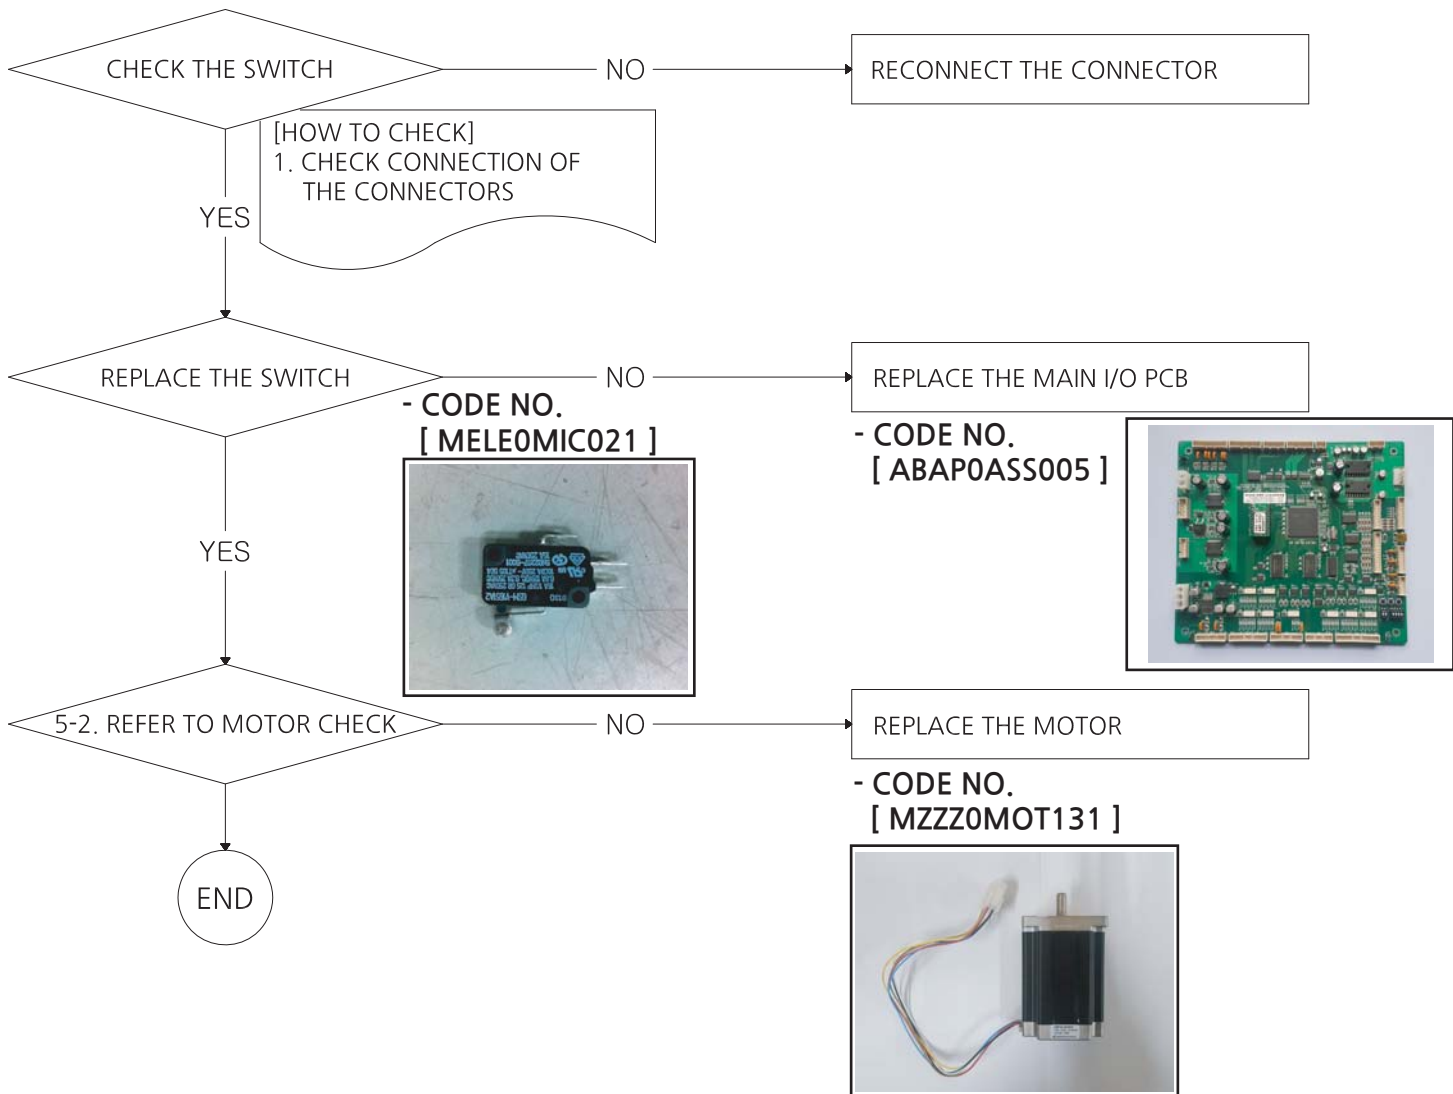 CHECK THE SWITCH
NO
RECONNECT THE CONNECTOR
[HOW TO CHECK]
1. CHECK CONNECTION OF
THE CONNECTORS
YES
REPLACE THE SWITCH
NO
REPLACE THE MAIN I/O PCB
- CODE NO.
[ MELE0MIC021 ]
- CODE NO.
[ ABAP0ASS005 ]
YES
5-2. REFER TO MOTOR CHECK
NO
REPLACE THE MOTOR
- CODE NO.
[ MZZZ0MOT131 ]
END